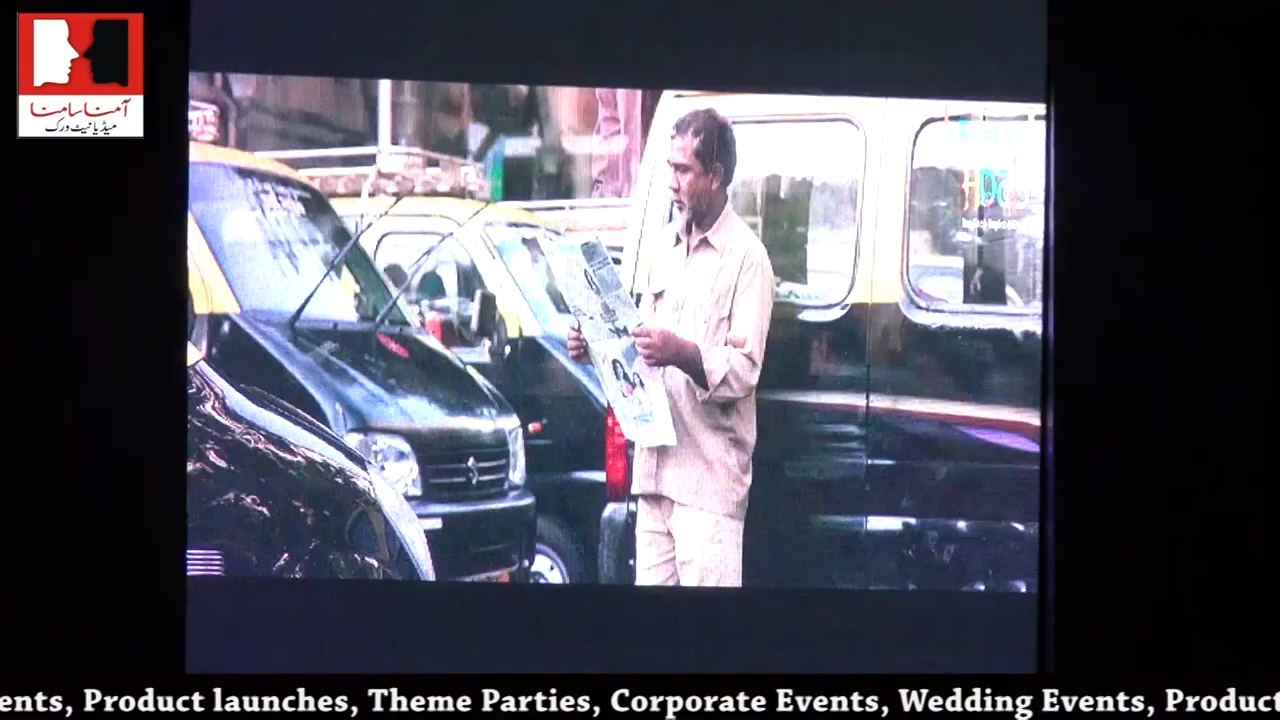 آمنا سامنا
میڈیا نیٹ ورک
ents, Product launches, Theme Parties, Corporate Events, Wedding Events, Product